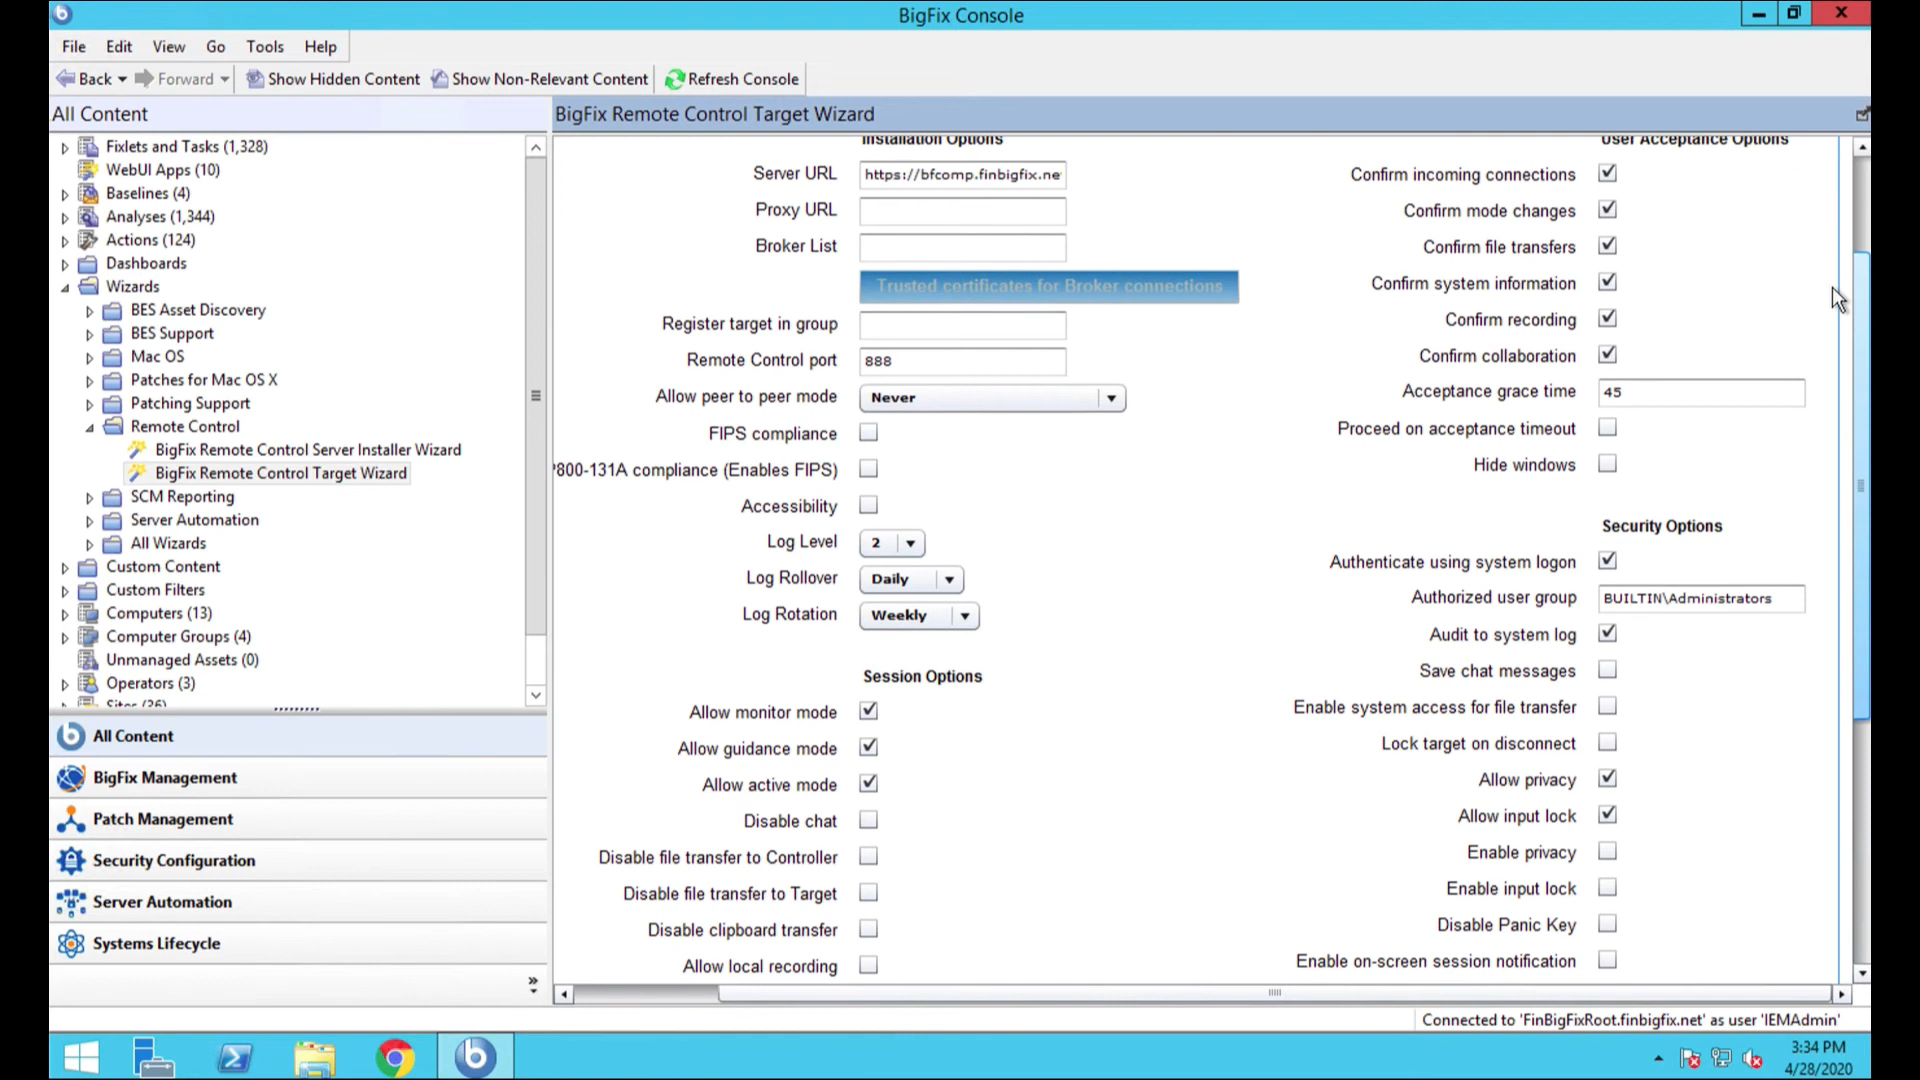 BigFix Console
File Edit View Go Tools Help
Back Forward Show Hidden Content Show Non-Relevant Content Refresh Console
All Content
Fixlets and Tasks (1,328)
WebUI Apps (10)
Baselines (4)
Analyses (1,344)
Actions (124)
Dashboards
Wizards
BES Asset Discovery
BES Support
Mac OS
Patches for Mac OS X
Patching Support
Remote Control
BigFix Remote Control Server Installer Wizard
BigFix Remote Control Target Wizard
SCM Reporting
Server Automation
All Wizards
Custom Content
Custom Filters
Computers (13)
Computer Groups (4)
Unmanaged Assets (0)
Operators (3)
Sites (36)
All Content
BigFix Management
Patch Management
Security Configuration
Server Automation
Systems Lifecycle
BigFix Remote Control Target Wizard
Installation Options
Server URL https://bfcomp.finbigfix.ne
Proxy URL
Broker List
Trusted certificates for Broker connections
Register target in group
Remote Control port 888
Allow peer to peer mode Never
FIPS compliance
P800-131A compliance (Enables FIPS)
Accessibility
Log Level 2
Log Rollover Daily
Log Rotation Weekly
Session Options
Allow monitor mode
Allow guidance mode
Allow active mode
Disable chat
Disable file transfer to Controller
Disable file transfer to Target
Disable clipboard transfer
Allow local recording
User Acceptance Options
Confirm incoming connections
Confirm mode changes
Confirm file transfers
Confirm system information
Confirm recording
Confirm collaboration
Acceptance grace time 45
Proceed on acceptance timeout
Hide windows
Security Options
Authenticate using system logon
Authorized user group BUILTIN\Administrators
Audit to system log
Save chat messages
Enable system access for file transfer
Lock target on disconnect
Allow privacy
Allow input lock
Enable privacy
Enable input lock
Disable Panic Key
Enable on-screen session notification
Connected to 'FinBigFixRoot.finbigfix.net' as user 'IEMAdmin'
3:34 PM
4/28/2020